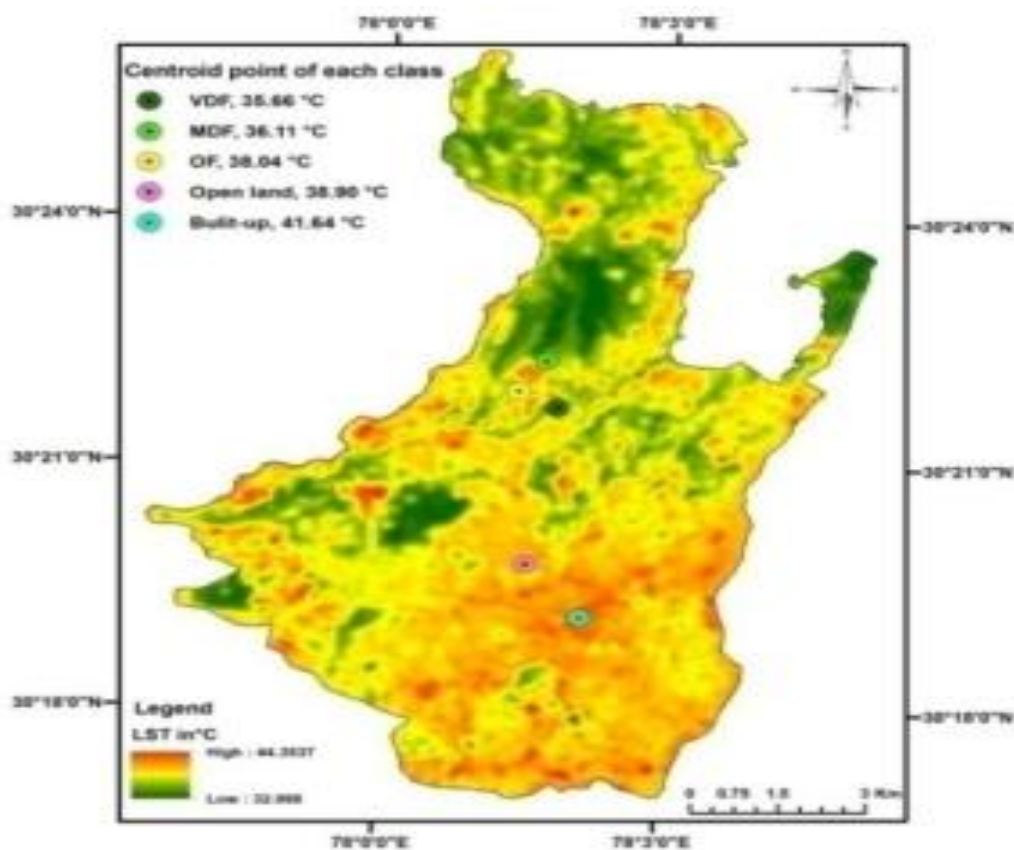 78°0'0"E
78°3'0"E
Centroid point of each class
VDF, 35.66 °C
MDF, 36.11 °C
OF, 38.04 °C
Open land, 38.90 °C
Built-up, 41.64 °C
30°24'0"N
30°24'0"N
30°21'0"N
30°21'0"N
30°18'0"N
30°18'0"N
Legend
LST in°C
High : 44.3537
Low :
0 0.75 1.5 3 Km
78°0'0"E
78°3'0"E